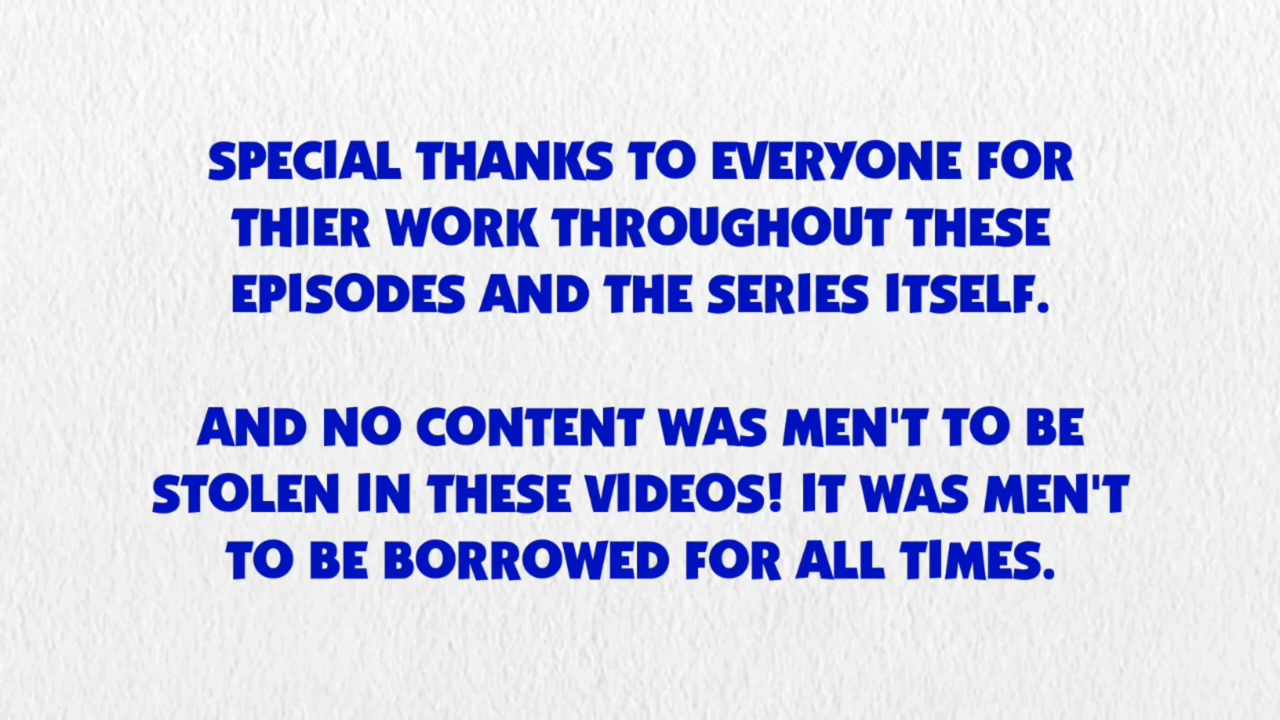 SPECIAL THANKS TO EVERYONE FOR
THIER WORK THROUGHOUT THESE
EPISODES AND THE SERIES ITSELF.
AND NO CONTENT WAS MEN'T TO BE
STOLEN IN THESE VIDEOS! IT WAS MEN'T
TO BE BORROWED FOR ALL TIMES.